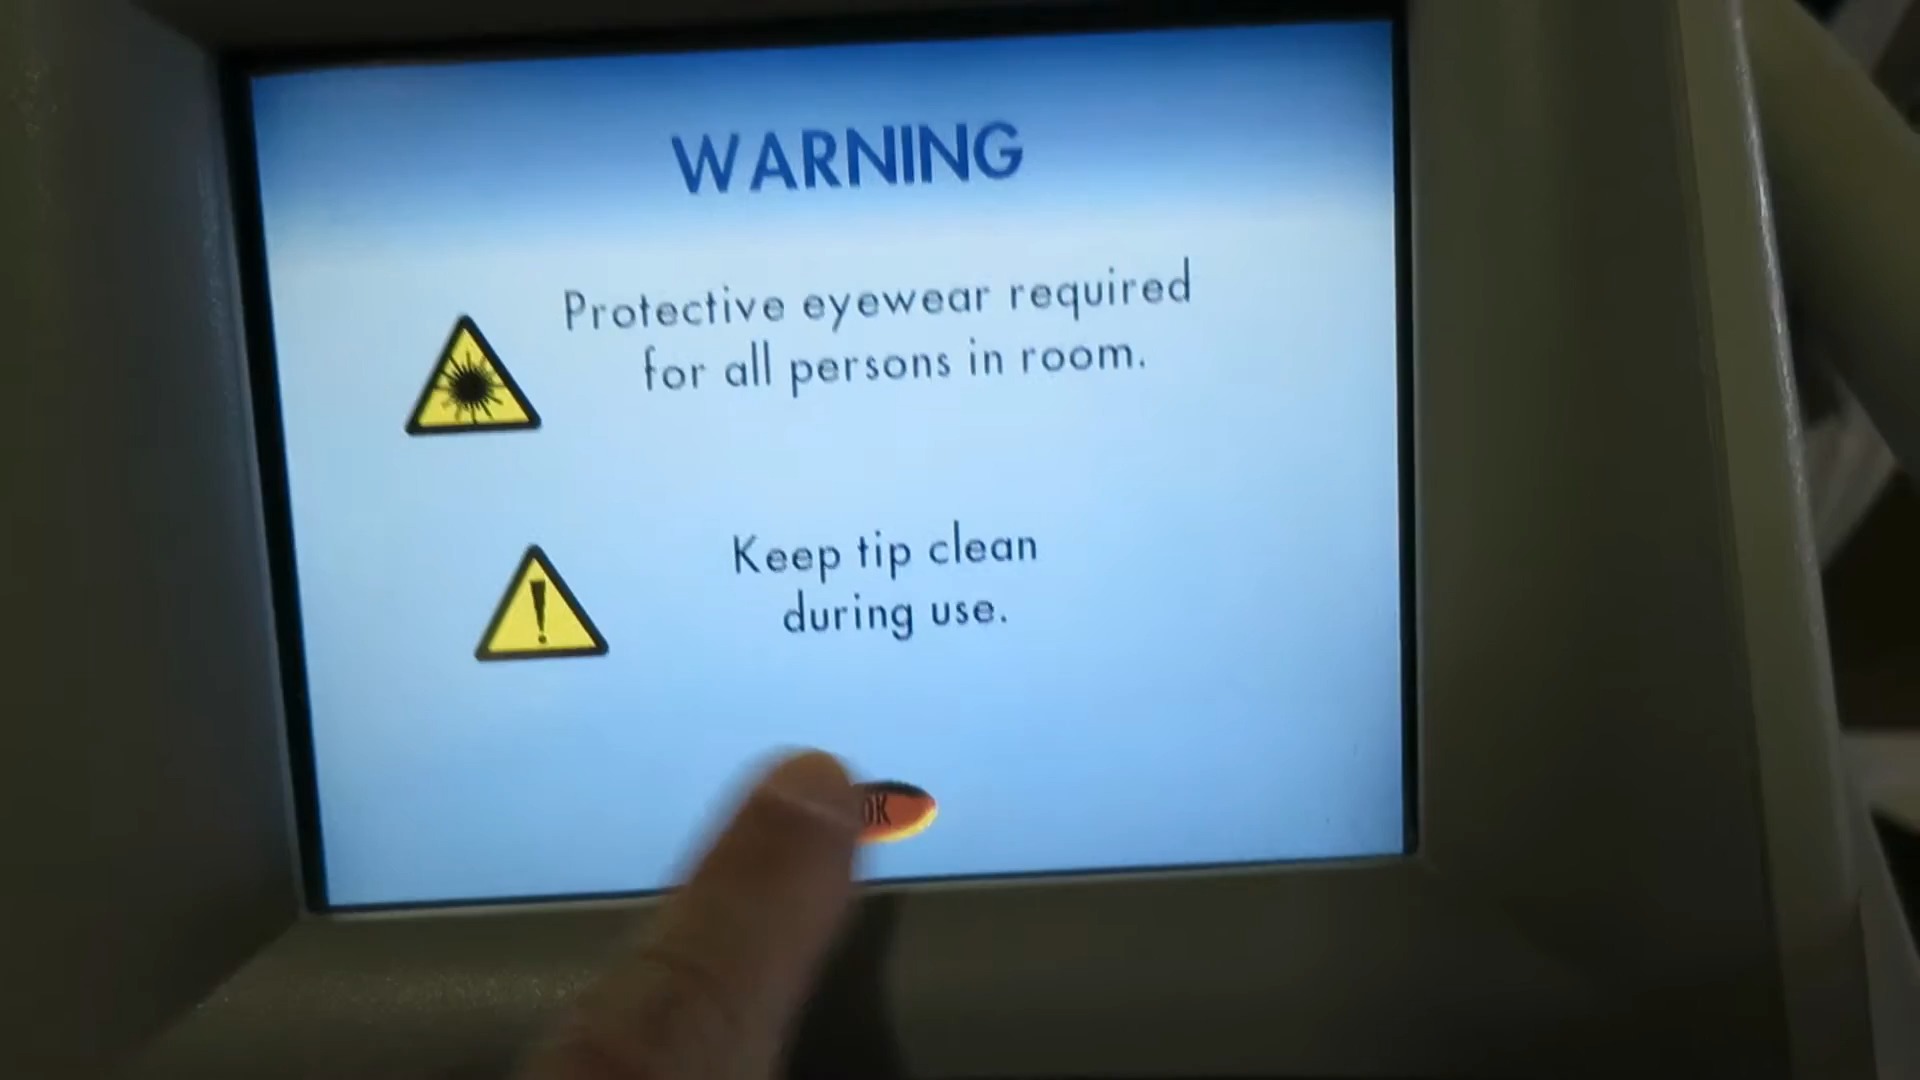 WARNING
Protective eyewear required
for all persons in room.
Keep tip clean
during use.
OK